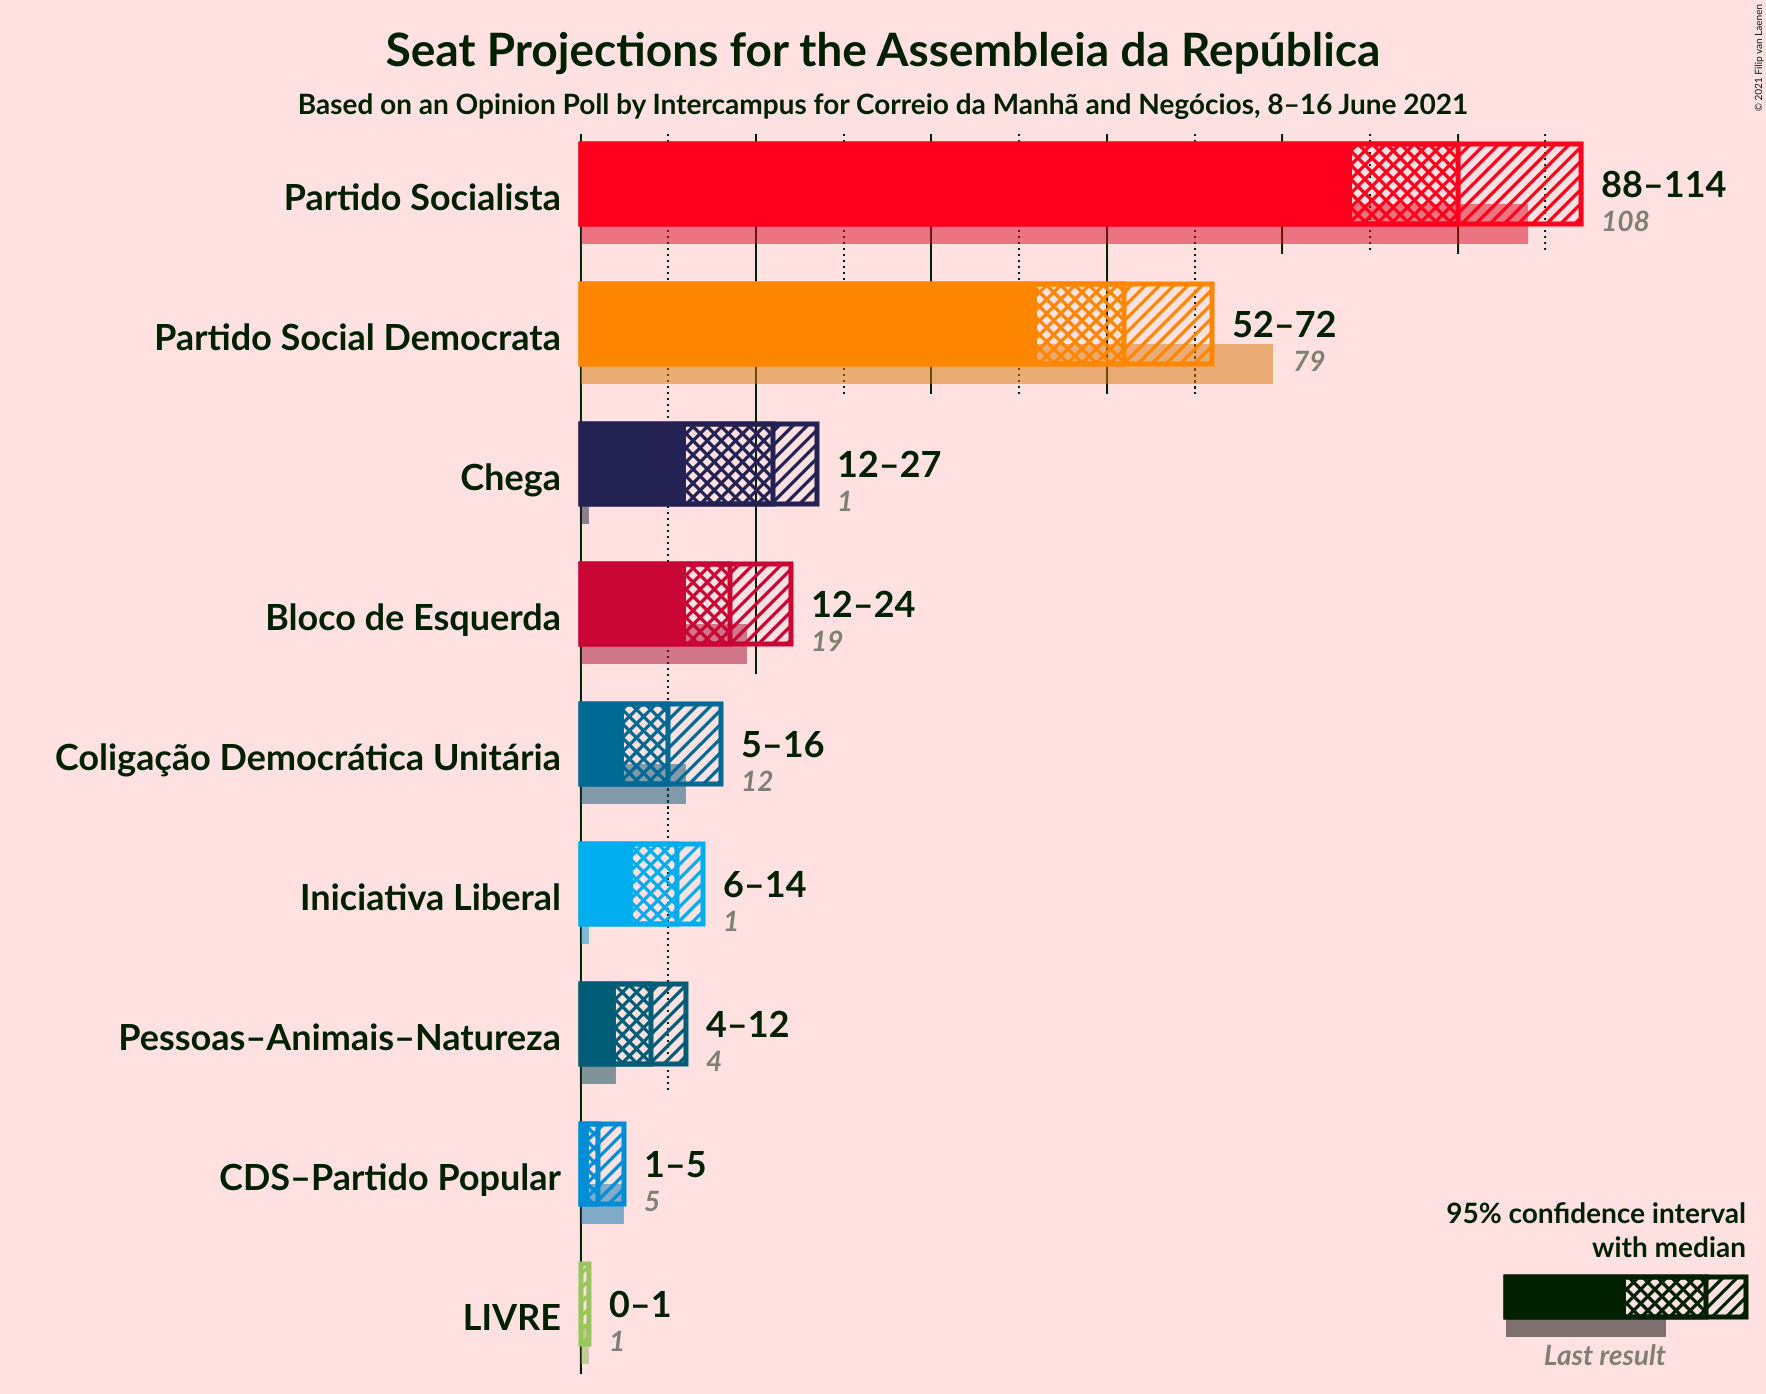 Seat Projections for the Assembleia da República
Based on an Opinion Poll by Intercampus for Correio da Manhã and Negócios, 8–16 June 2021
© 2021 Filip van Laenen
Partido Socialista
88–114
108
Partido Social Democrata
52–72
79
Chega
12–27
1
Bloco de Esquerda
12–24
19
Coligação Democrática Unitária
5–16
12
Iniciativa Liberal
6–14
1
Pessoas–Animais–Natureza
4–12
4
CDS–Partido Popular
1–5
5
LIVRE
0–1
1
95% confidence interval
with median
Last result